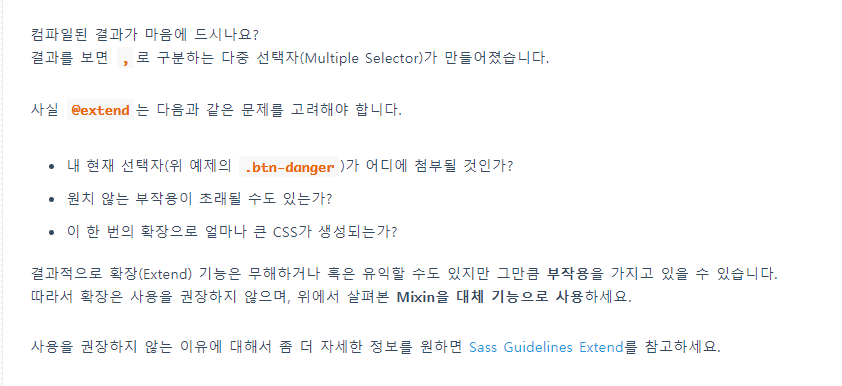 컴파일된 결과가 마음에 드시나요?
결과를 보면 , 로 구분하는 다중 선택자(Multiple Selector)가 만들어졌습니다.
사실 @extend 는 다음과 같은 문제를 고려해야 합니다.
• 내 현재 선택자(위 예제의 .btn-danger )가 어디에 첨부될 것인가?
• 원치 않는 부작용이 초래될 수도 있는가?
• 이 한 번의 확장으로 얼마나 큰 CSS가 생성되는가?
결과적으로 확장(Extend) 기능은 무해하거나 혹은 유익할 수도 있지만 그만큼 부작용을 가지고 있을 수 있습니다.
따라서 확장은 사용을 권장하지 않으며, 위에서 살펴본 Mixin을 대체 기능으로 사용하세요.
사용을 권장하지 않는 이유에 대해서 좀 더 자세한 정보를 원하면 Sass Guidelines Extend를 참고하세요.